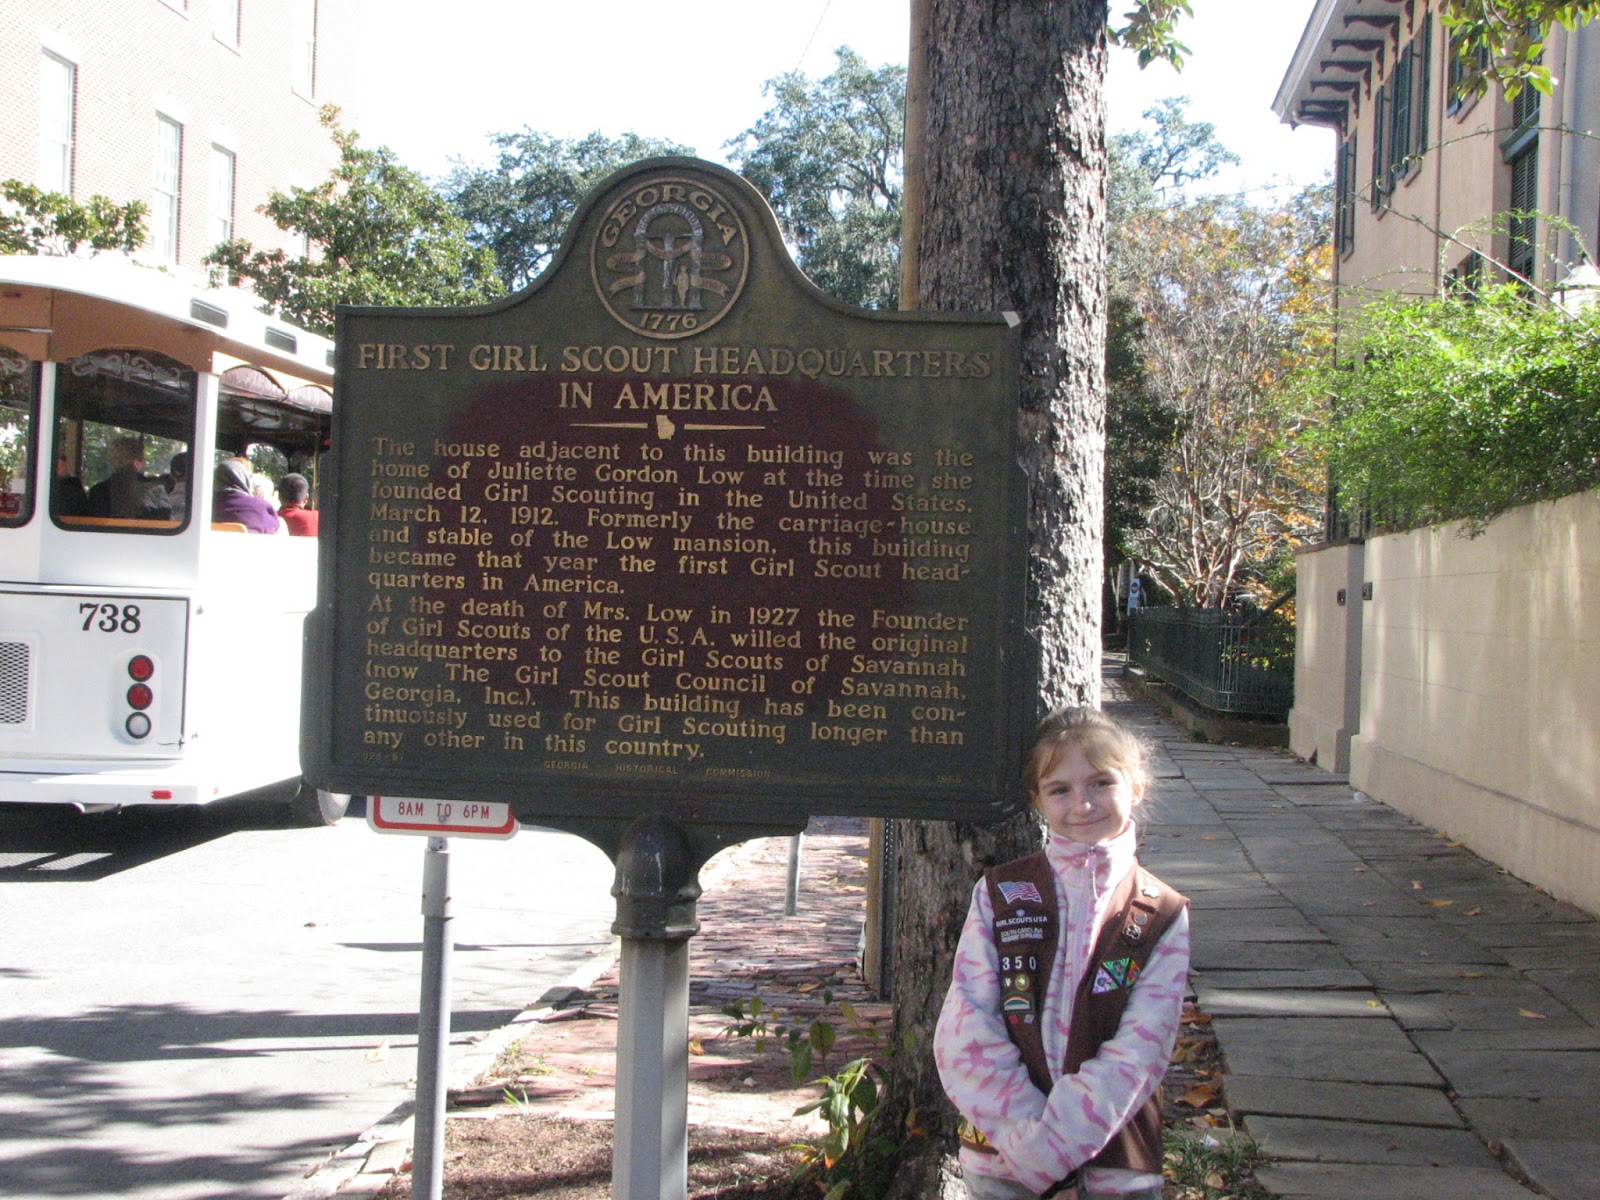 GEORGIA
1776
FIRST GIRL SCOUT HEADQUARTERS
IN AMERICA
The house adjacent to this building was the
home of Juliette Gordon Low at the time she
founded Girl Scouting in the United States,
March 12, 1912. Formerly the carriage-house
and stable of the Low mansion, this building
became that year the first Girl Scout head-
quarters in America.
At the death of Mrs. Low in 1927 the Founder
of Girl Scouts of the U.S.A. willed the original
headquarters to the Girl Scouts of Savannah
(now The Girl Scout Council of Savannah,
Georgia, Inc.). This building has been con-
tinuously used for Girl Scouting longer than
any other in this country.
GEORGIA HISTORICAL COMMISSION
738
8AM TO 6PM
GIRL SCOUTS USA
SOUTH CAROLINA
350